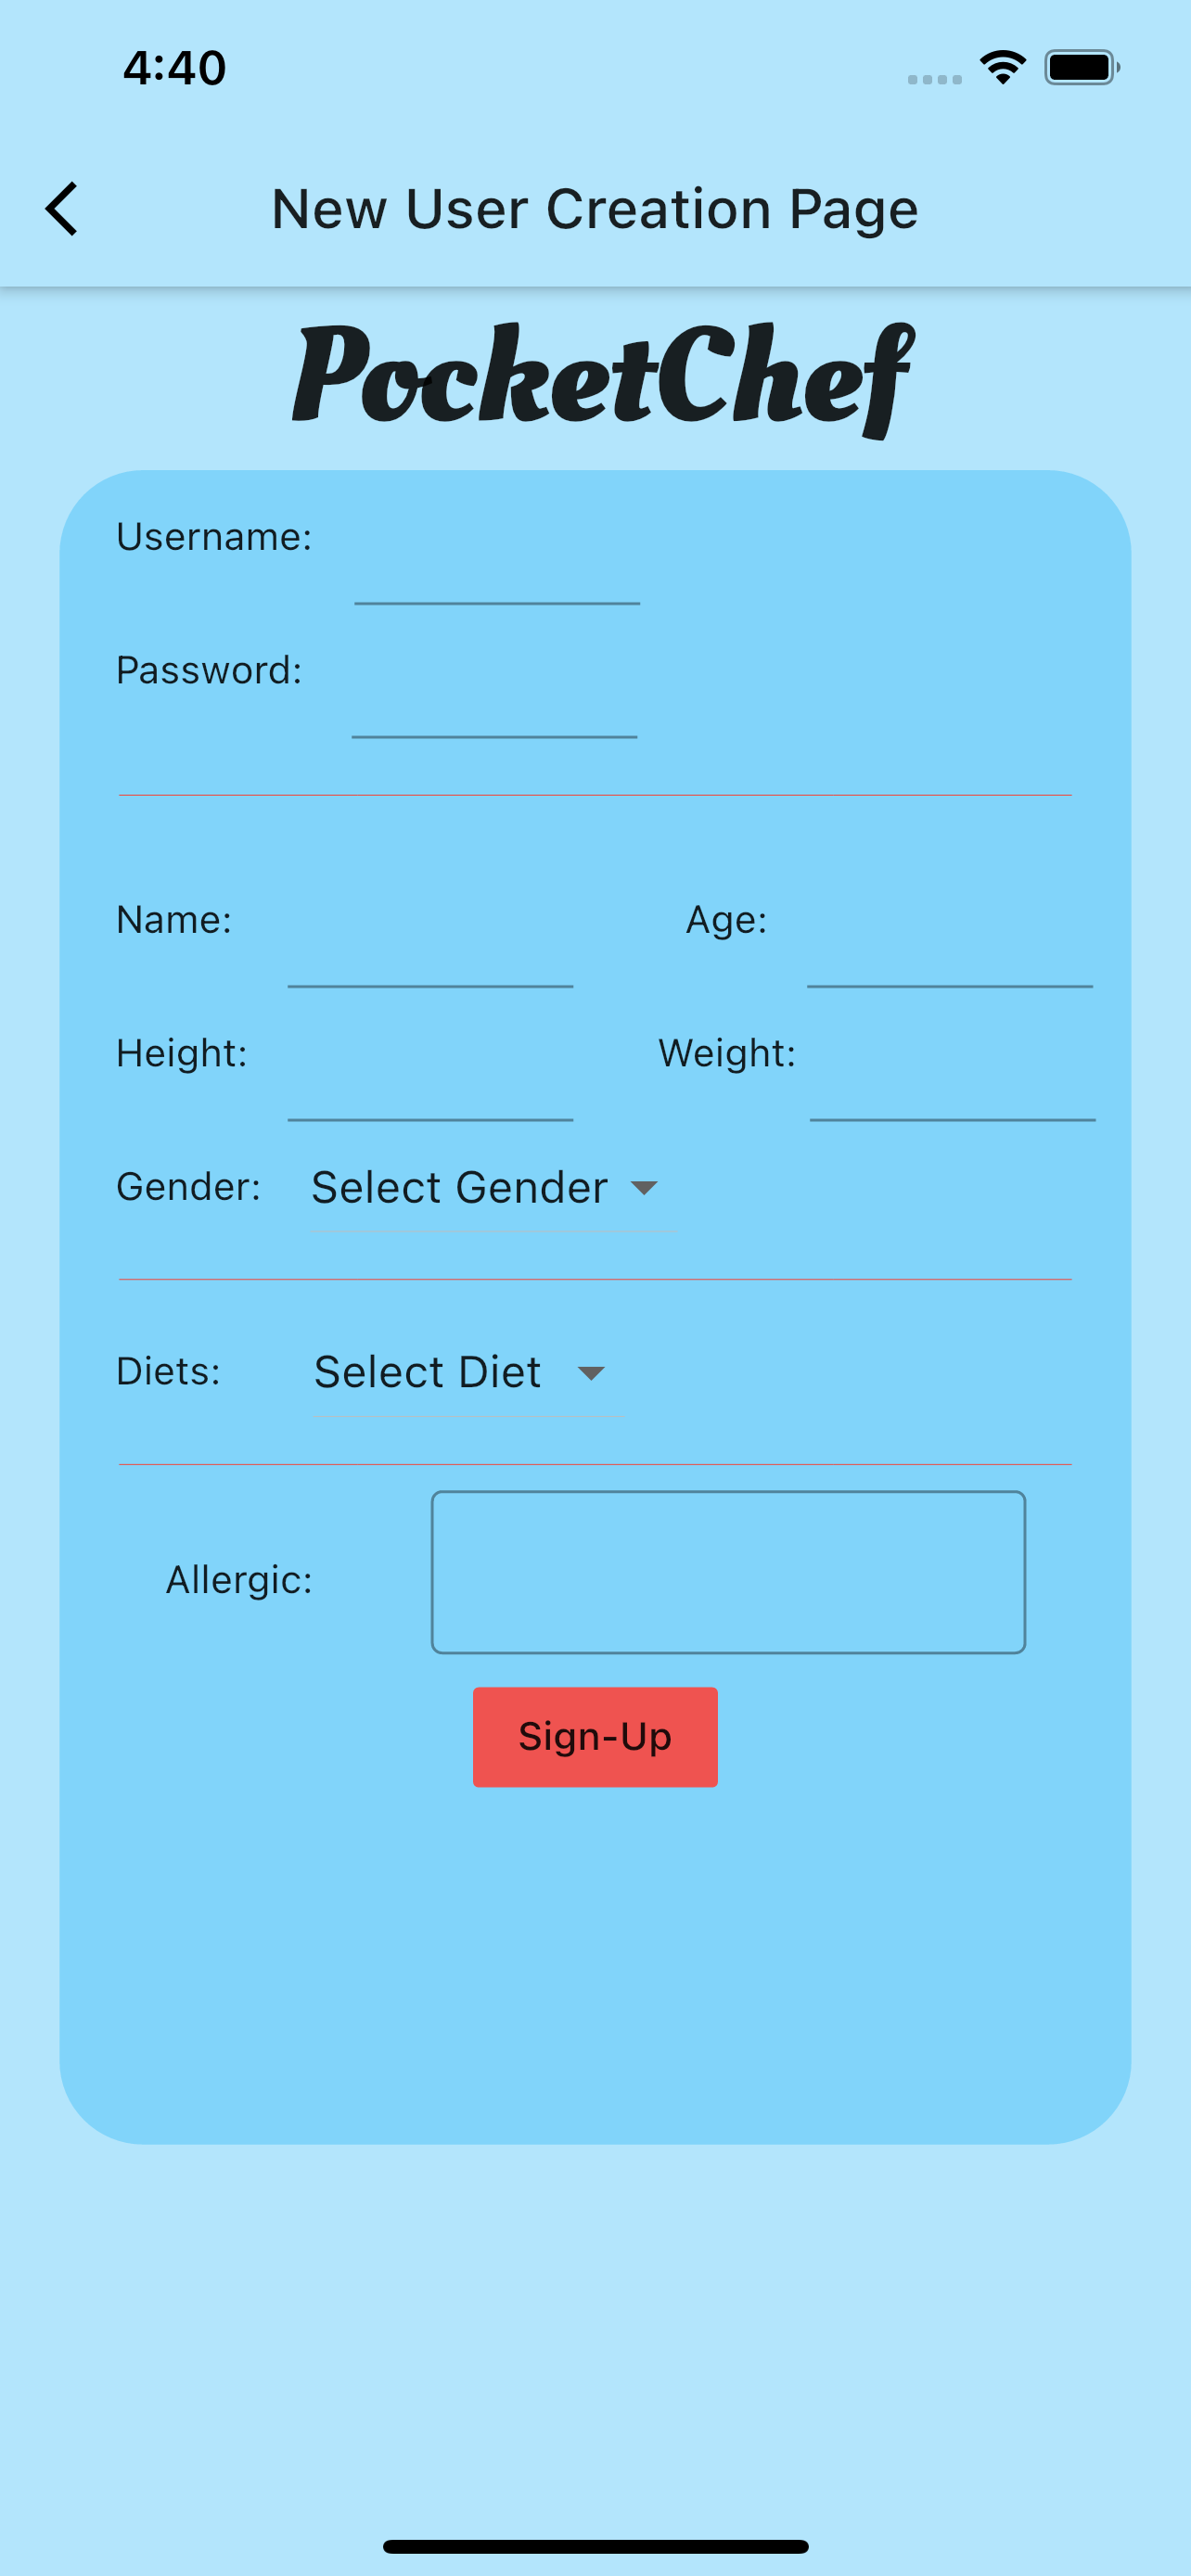 4:40
New User Creation Page
PocketChef
Username:
Password:
Name: Age:
Height: Weight:
Gender: Select Gender
Diets: Select Diet
Allergic:
Sign-Up